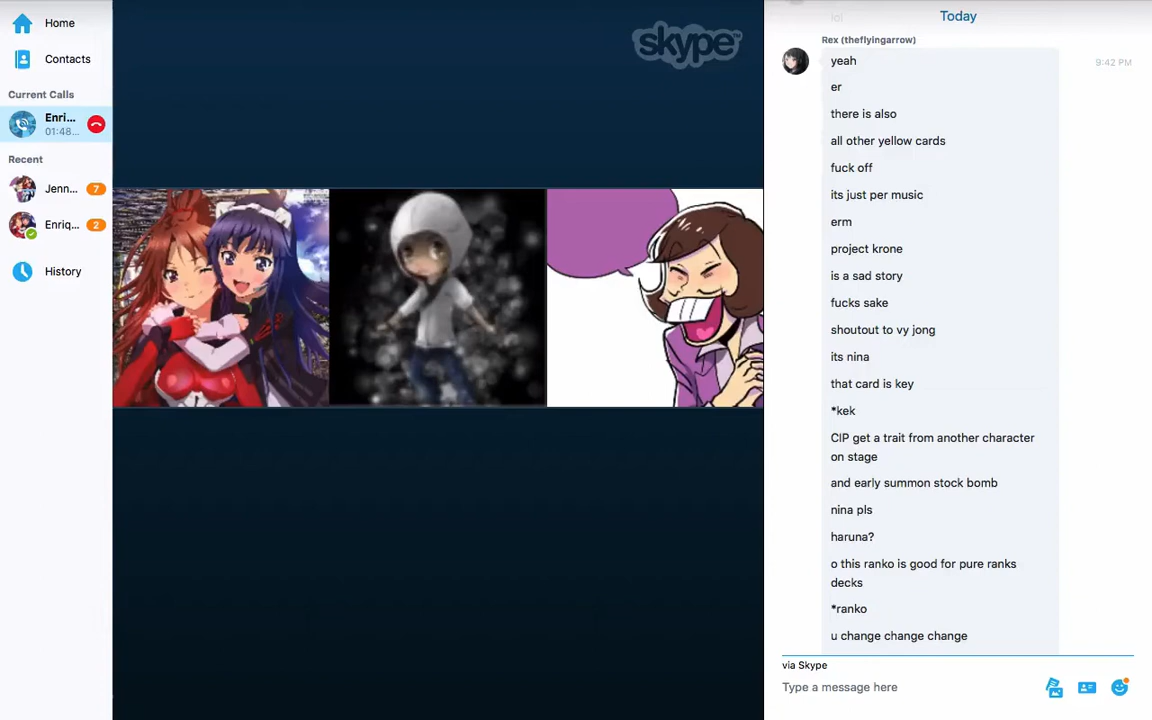 Home
Contacts
Current Calls
Enri...
01:48...
Recent
Jenn...
7
Enriq...
2
History
skype™
lol
Today
Rex (theflyingarrow)
9:42 PM
yeah
er
there is also
all other yellow cards
fuck off
its just per music
erm
project krone
is a sad story
fucks sake
shoutout to vy jong
its nina
that card is key
*kek
CIP get a trait from another character
on stage
and early summon stock bomb
nina pls
haruna?
o this ranko is good for pure ranks
decks
*ranko
u change change change
via Skype
Type a message here